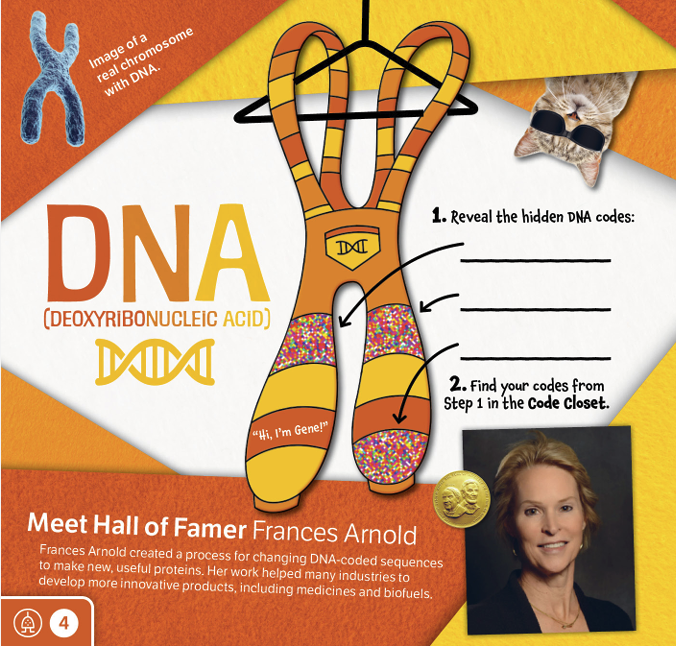 Image of a
real chromosome
with DNA.
DNA
(DEOXYRIBONUCLEIC ACID)
1. Reveal the hidden DNA codes:
2. Find your codes from
Step 1 in the Code Closet.
"Hi, I'm Gene!"
Meet Hall of Famer Frances Arnold
Frances Arnold created a process for changing DNA-coded sequences
to make new, useful proteins. Her work helped many industries to
develop more innovative products, including medicines and biofuels.
4